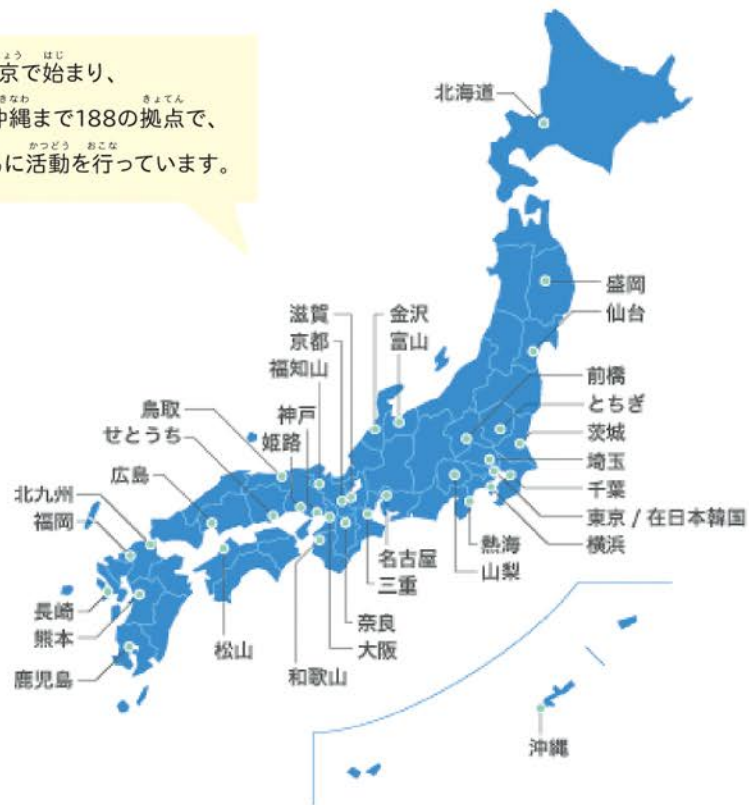 京で始まり、
縄まで188の拠点で、
に活動を行っています。
北海道
盛岡
仙台
滋賀
金沢
京都
富山
福知山
前橋
とちぎ
鳥取
神戸
せとうち
姫路
茨城
埼玉
広島
千葉
北九州
東京 / 在日本韓国
福岡
横浜
名古屋
熱海
三重
山梨
長崎
奈良
熊本
松山
大阪
和歌山
鹿児島
沖縄